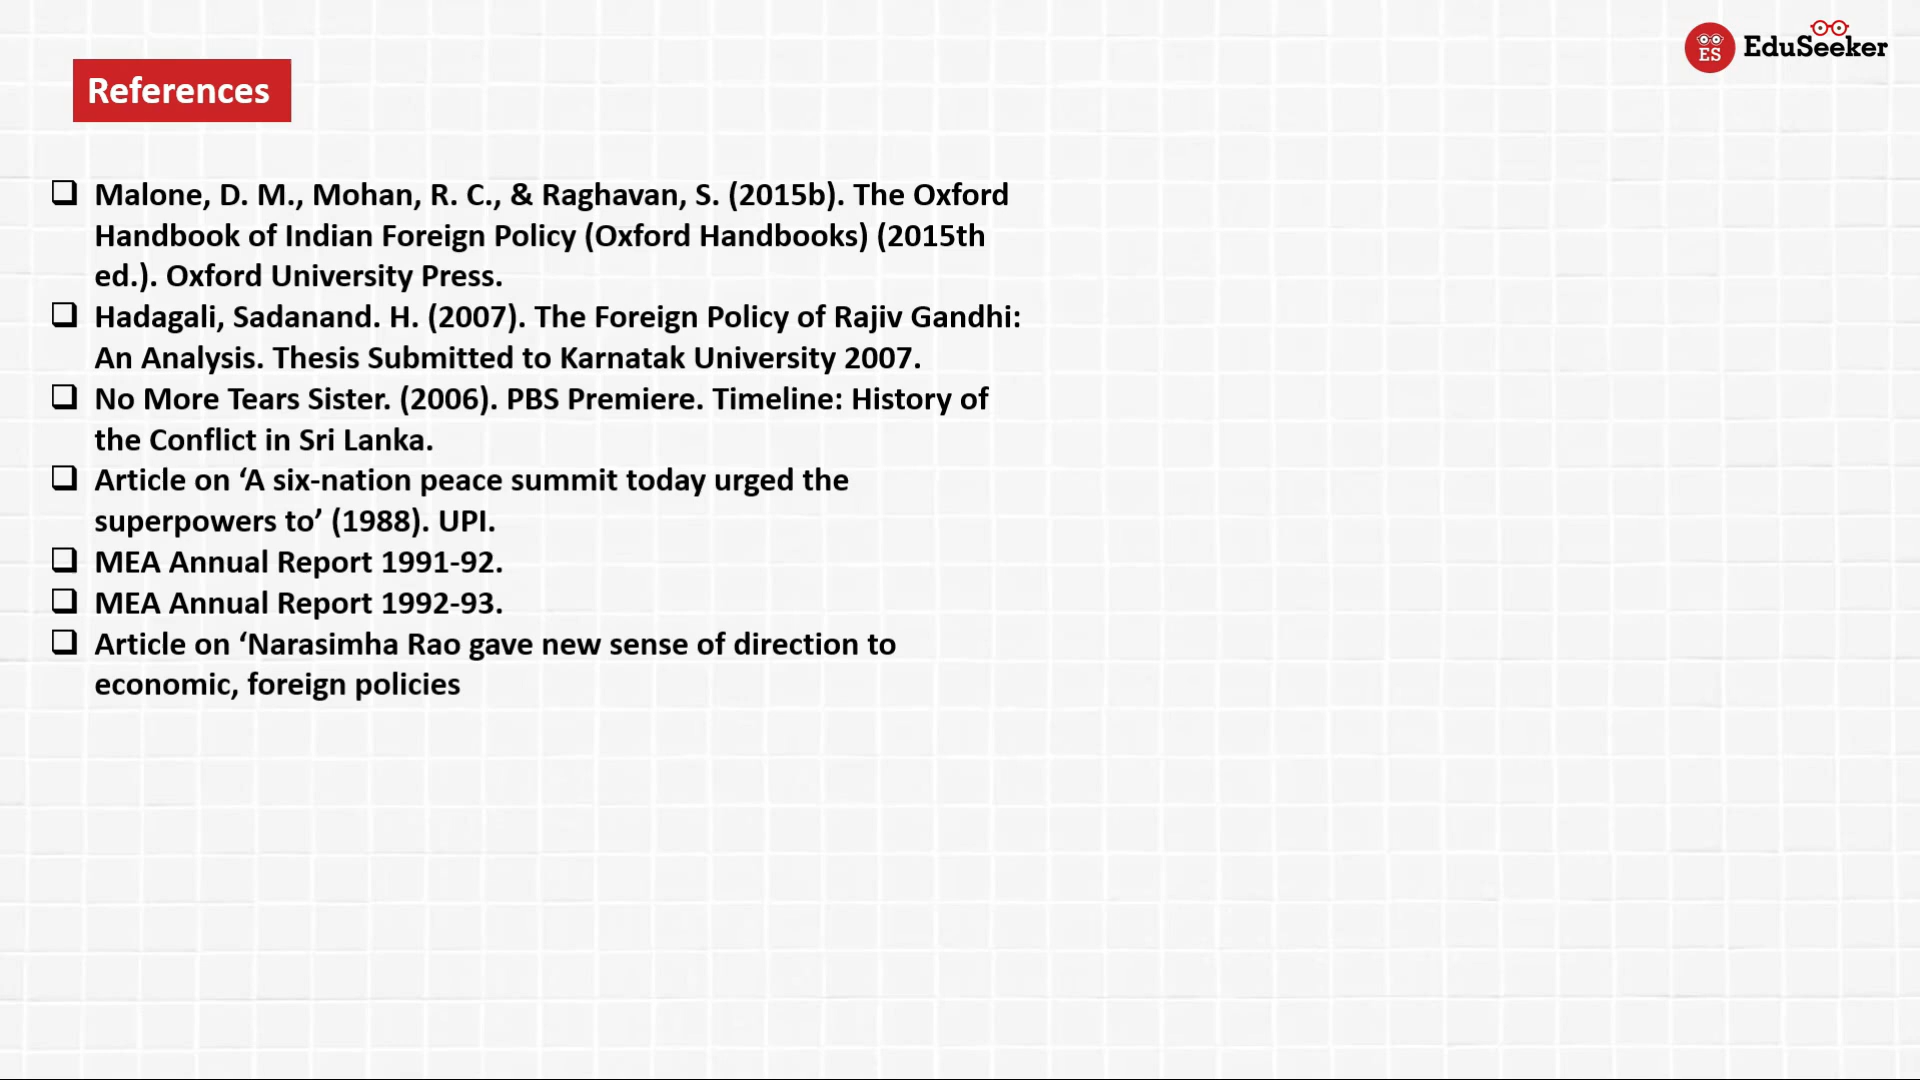 ES EduSeeker
References
Malone, D. M., Mohan, R. C., & Raghavan, S. (2015b). The Oxford
Handbook of Indian Foreign Policy (Oxford Handbooks) (2015th
ed.). Oxford University Press.
Hadagali, Sadanand. H. (2007). The Foreign Policy of Rajiv Gandhi:
An Analysis. Thesis Submitted to Karnatak University 2007.
No More Tears Sister. (2006). PBS Premiere. Timeline: History of
the Conflict in Sri Lanka.
Article on ‘A six-nation peace summit today urged the
superpowers to’ (1988). UPI.
MEA Annual Report 1991-92.
MEA Annual Report 1992-93.
Article on ‘Narasimha Rao gave new sense of direction to
economic, foreign policies